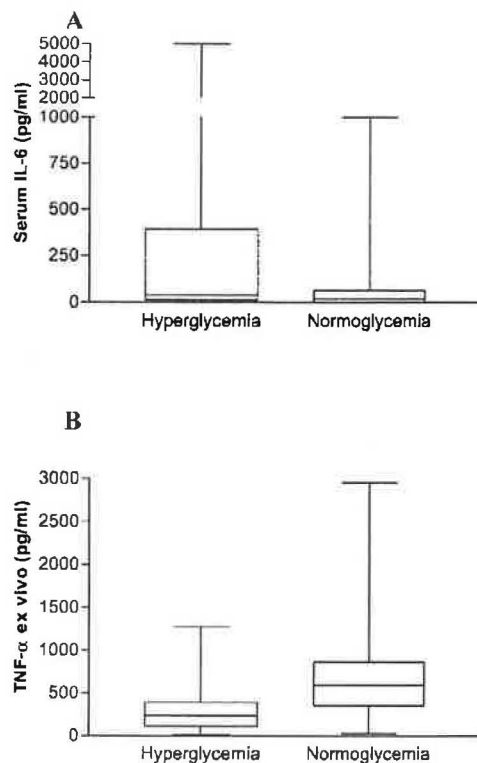 A
Serum IL-6 (pg/ml)
5000
4000
3000
2000
1000
750
500
250
0
Hyperglycemia Normoglycemia
B
TNF-α ex vivo (pg/ml)
3000
2500
2000
1500
1000
500
0
Hyperglycemia Normoglycemia